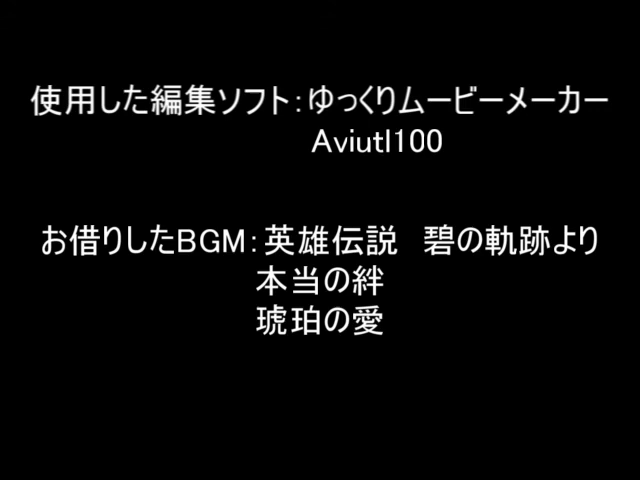 使用した編集ソフト：ゆっくりムービーメーカー
Aviutl100
お借りしたBGM：英雄伝説　碧の軌跡より
本当の絆
琥珀の愛